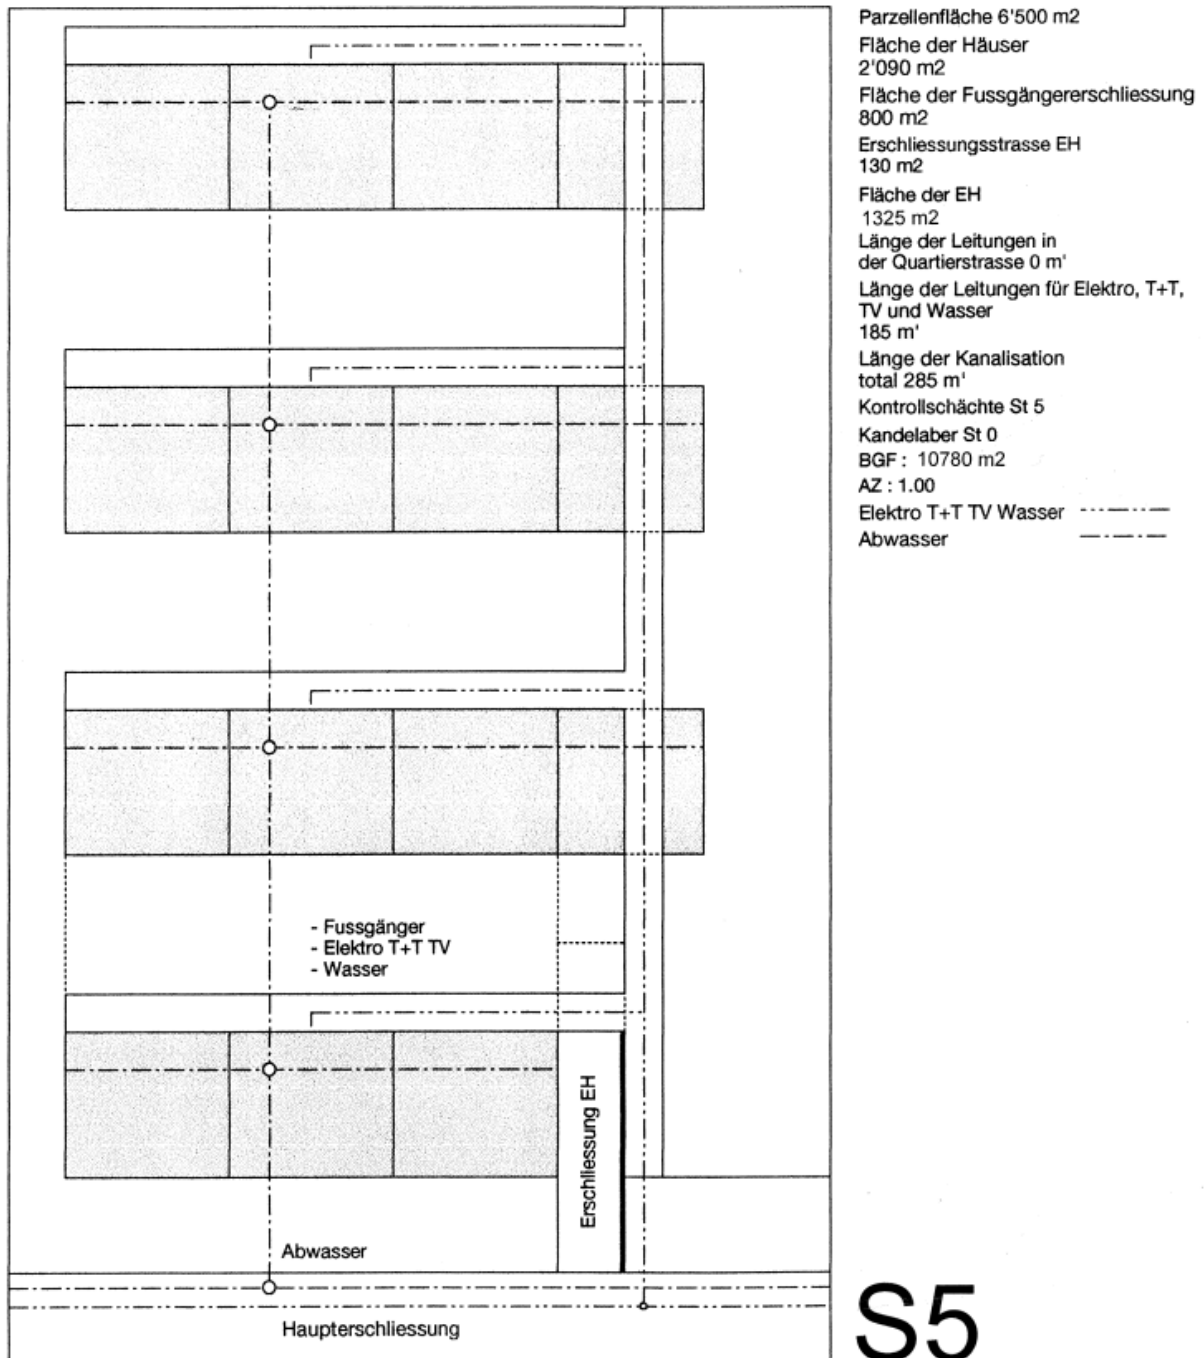 Parzellenfläche 6'500 m2
Fläche der Häuser
2'090 m2
Fläche der Fussgängererschliessung
800 m2
Erschliessungsstrasse EH
130 m2
Fläche der EH
1325 m2
Länge der Leitungen in
der Quartierstrasse 0 m'
Länge der Leitungen für Elektro, T+T,
TV und Wasser
185 m'
Länge der Kanalisation
total 285 m'
Kontrollschächte St 5
Kandelaber St 0
BGF : 10780 m2
AZ : 1.00
Elektro T+T TV Wasser
Abwasser
- Fussgänger
- Elektro T+T TV
- Wasser
Erschliessung EH
Abwasser
Haupterschliessung
S5